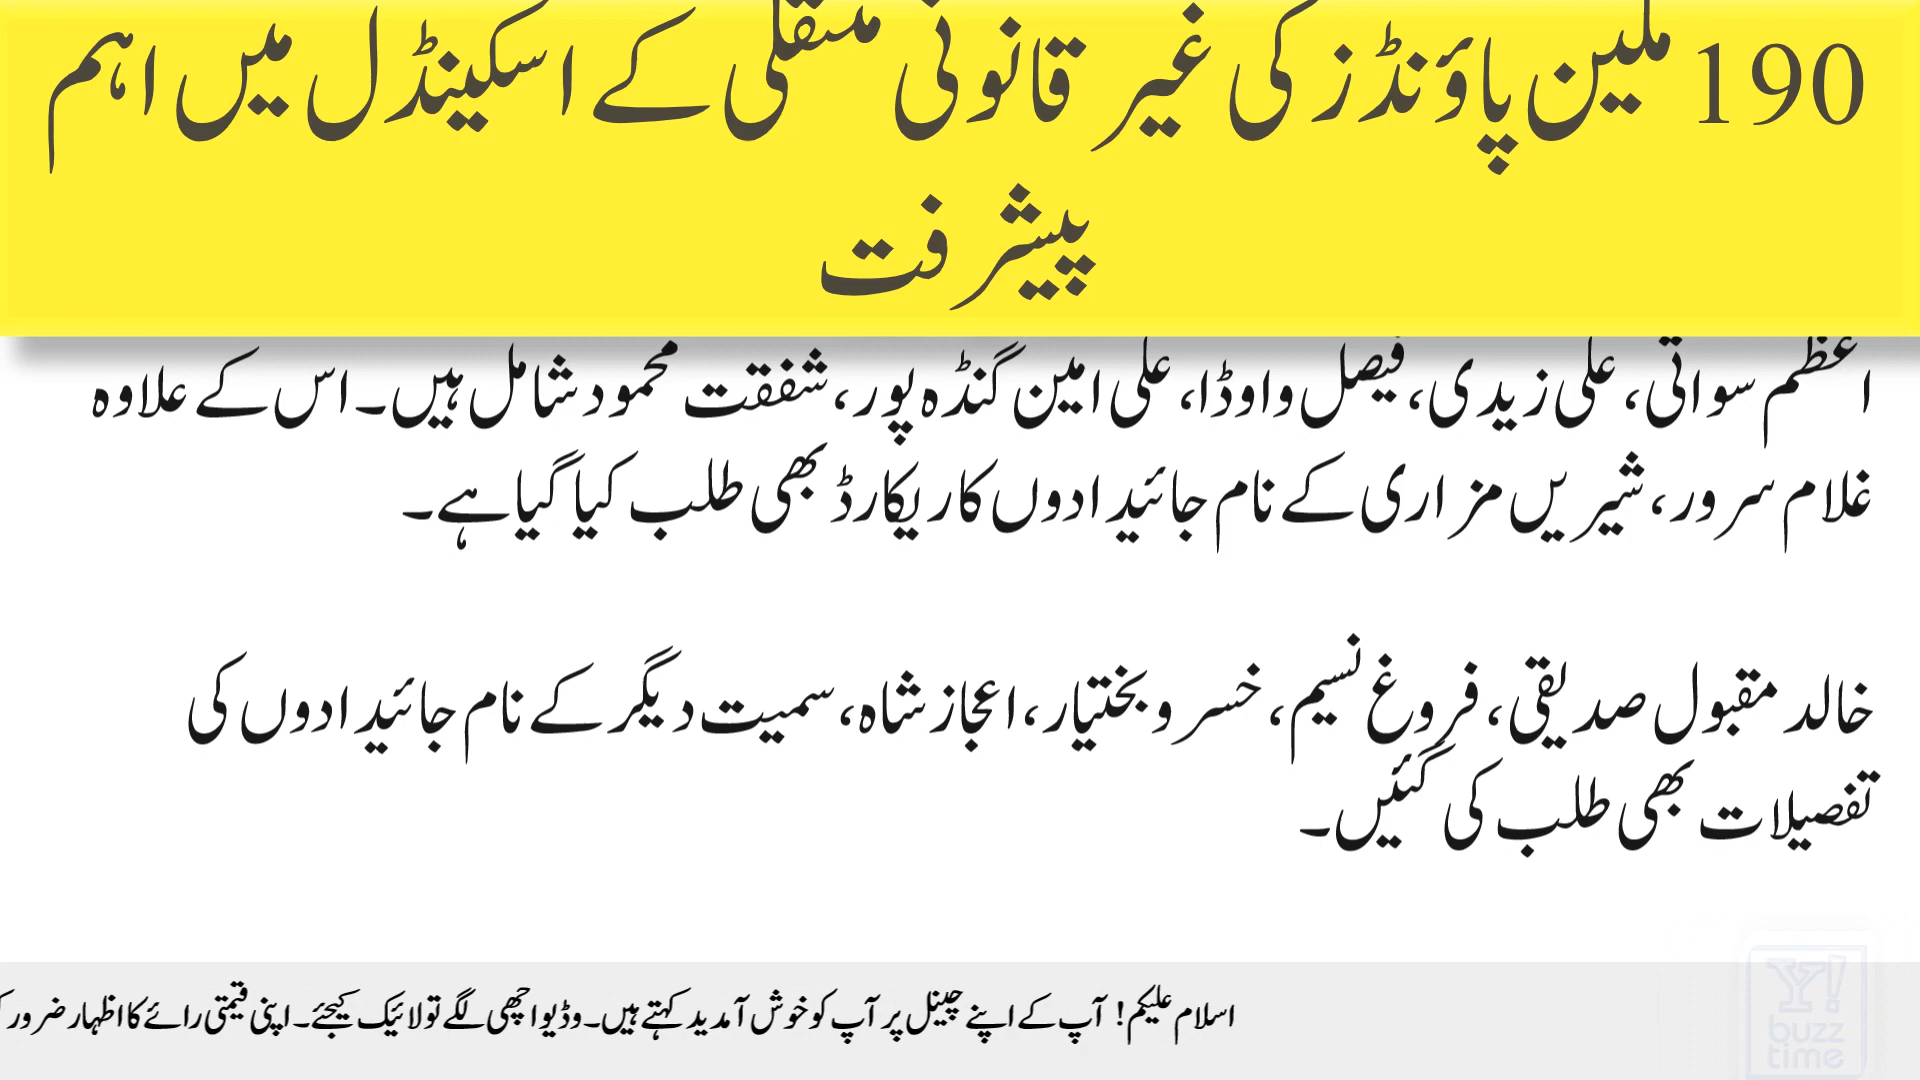 190 ملین پاؤنڈز کی غیر قانونی منتقلی کے اسکینڈل میں اہم
پیشرفت
اعظم سواتی، علی زیدی، فیصل واوڈا، علی امین گنڈہ پور، شفقت محمود شامل ہیں۔ اس کے علاوہ
غلام سرور، شیریں مزاری کے نام جائیدادوں کا ریکارڈ بھی طلب کیا گیا ہے۔
خالد مقبول صدیقی، فروغ نسیم، خسرو بختیار، اعجاز شاہ، سمیت دیگر کے نام جائیدادوں کی
تفصیلات بھی طلب کی گئیں۔
اسلام علیکم! آپ کے اپنے چینل پر آپ کو خوش آمدید کہتے ہیں۔ وڈیو اچھی لگے تو لائیک کیجئے۔ اپنی قیمتی رائے کا اظہار ضرور
Y!
buzz
time